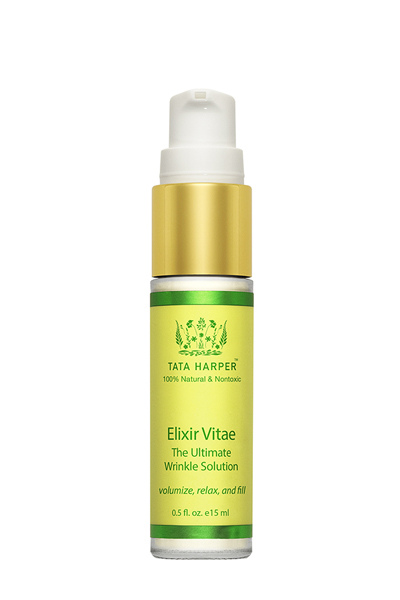 TATA HARPER™
100% Natural & Nontoxic
Elixir Vitae
The Ultimate
Wrinkle Solution
volumize, relax, and fill
0.5 fl. oz. e15 ml